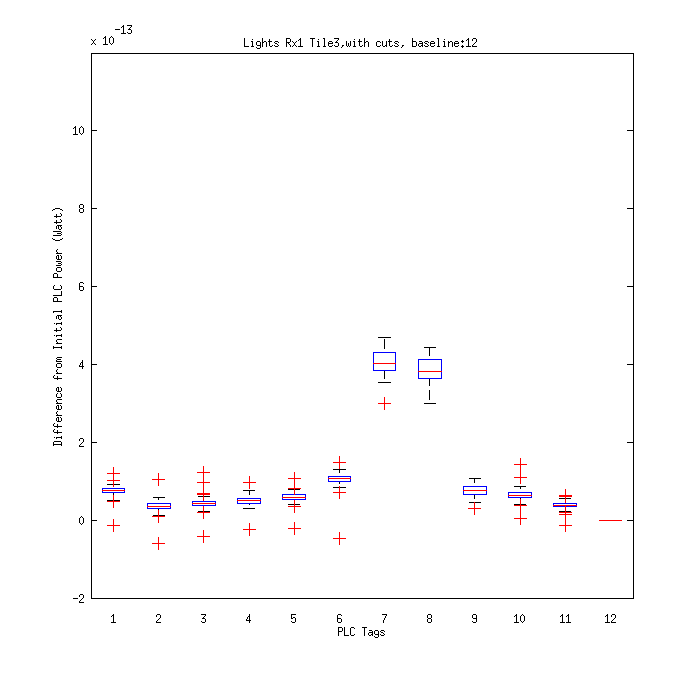 x 10^-13
Lights Rx1 Tile3,with cuts, baseline:12
10
8
6
4
2
0
-2
Difference from Initial PLC Power (Watt)
1 2 3 4 5 6 7 8 9 10 11 12
PLC Tags